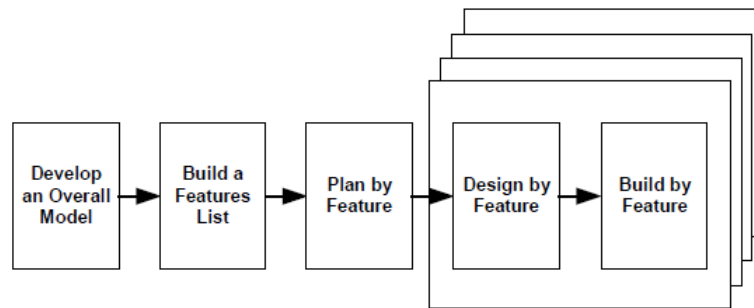 Develop
an Overall
Model
Build a
Features
List
Plan by
Feature
Design by
Feature
Build by
Feature